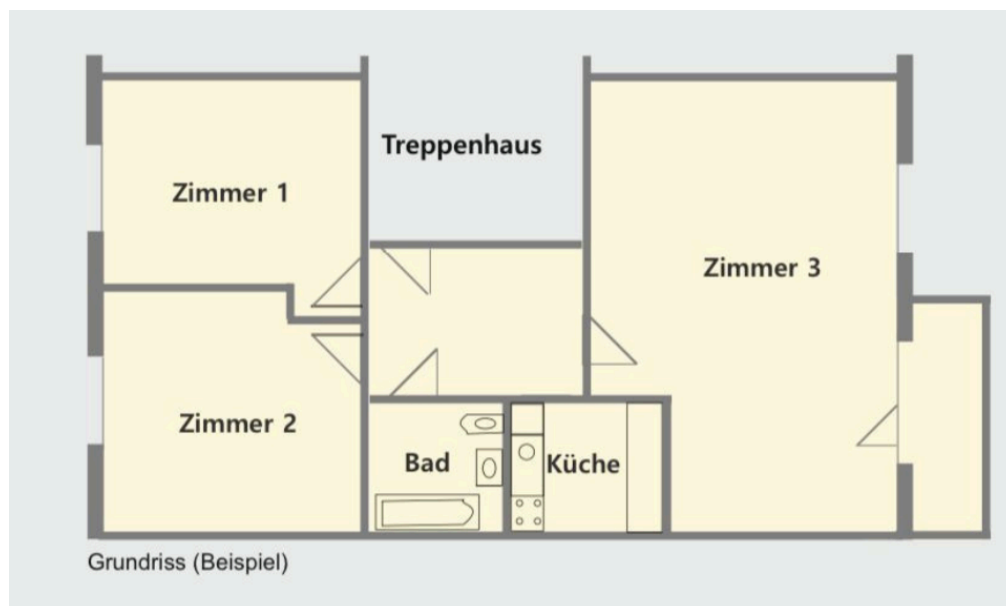 Treppenhaus
Zimmer 1
Zimmer 3
Zimmer 2
Bad
Küche
Grundriss (Beispiel)